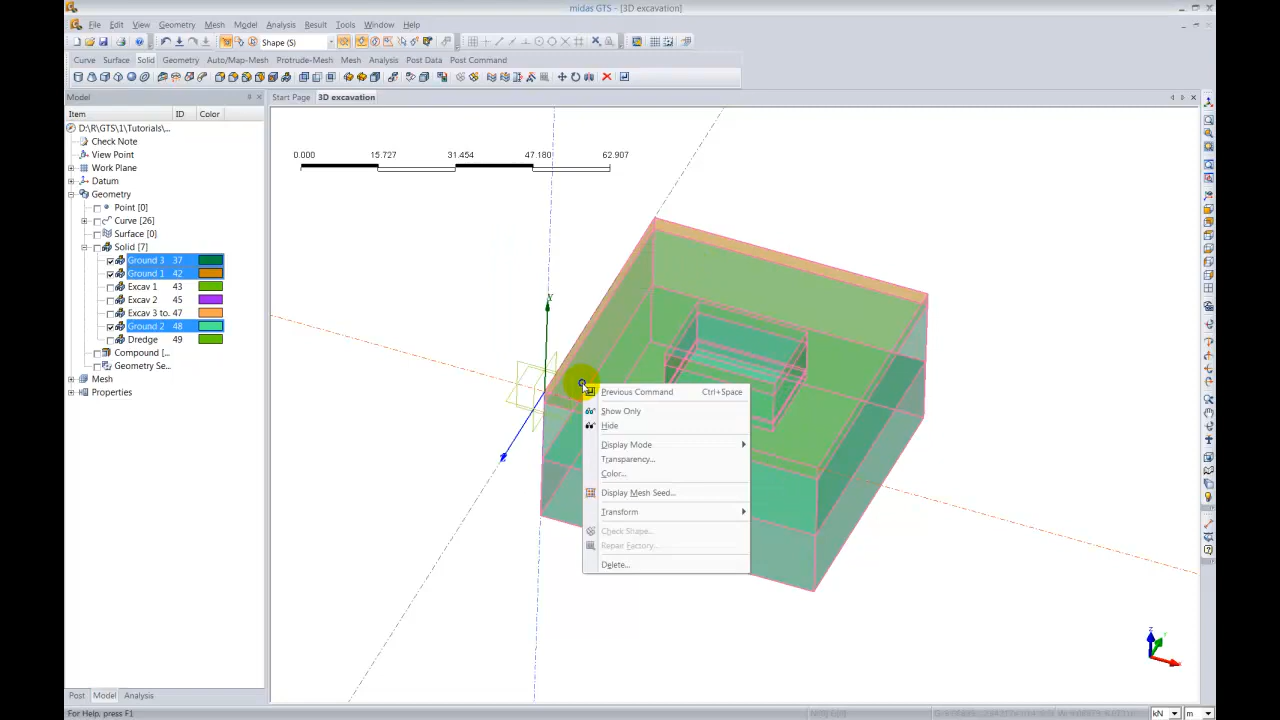 midas GTS - [3D excavation]
File Edit View Geometry Mesh Model Analysis Result Tools Window Help
Shape (S)
Curve Surface Solid Geometry Auto/Map-Mesh Protrude-Mesh Mesh Analysis Post Data Post Command
Model
Start Page 3D excavation
Item ID Color
D:\R\GTS\1\Tutorials\...
Check Note
View Point
Work Plane
Datum
Geometry
Point [0]
Curve [26]
Surface [0]
Solid [7]
Ground 3 37
Ground 1 42
Excav 1 43
Excav 2 45
Excav 3 to.. 47
Ground 2 48
Dredge 49
Compound [...
Geometry Se...
Mesh
Properties
0.000 15.727 31.454 47.180 62.907
Previous Command Ctrl+Space
Show Only
Hide
Display Mode
Transparency...
Color...
Display Mesh Seed...
Transform
Check Shape...
Repair Factory...
Delete...
Post Model Analysis
For Help, press F1
kN m